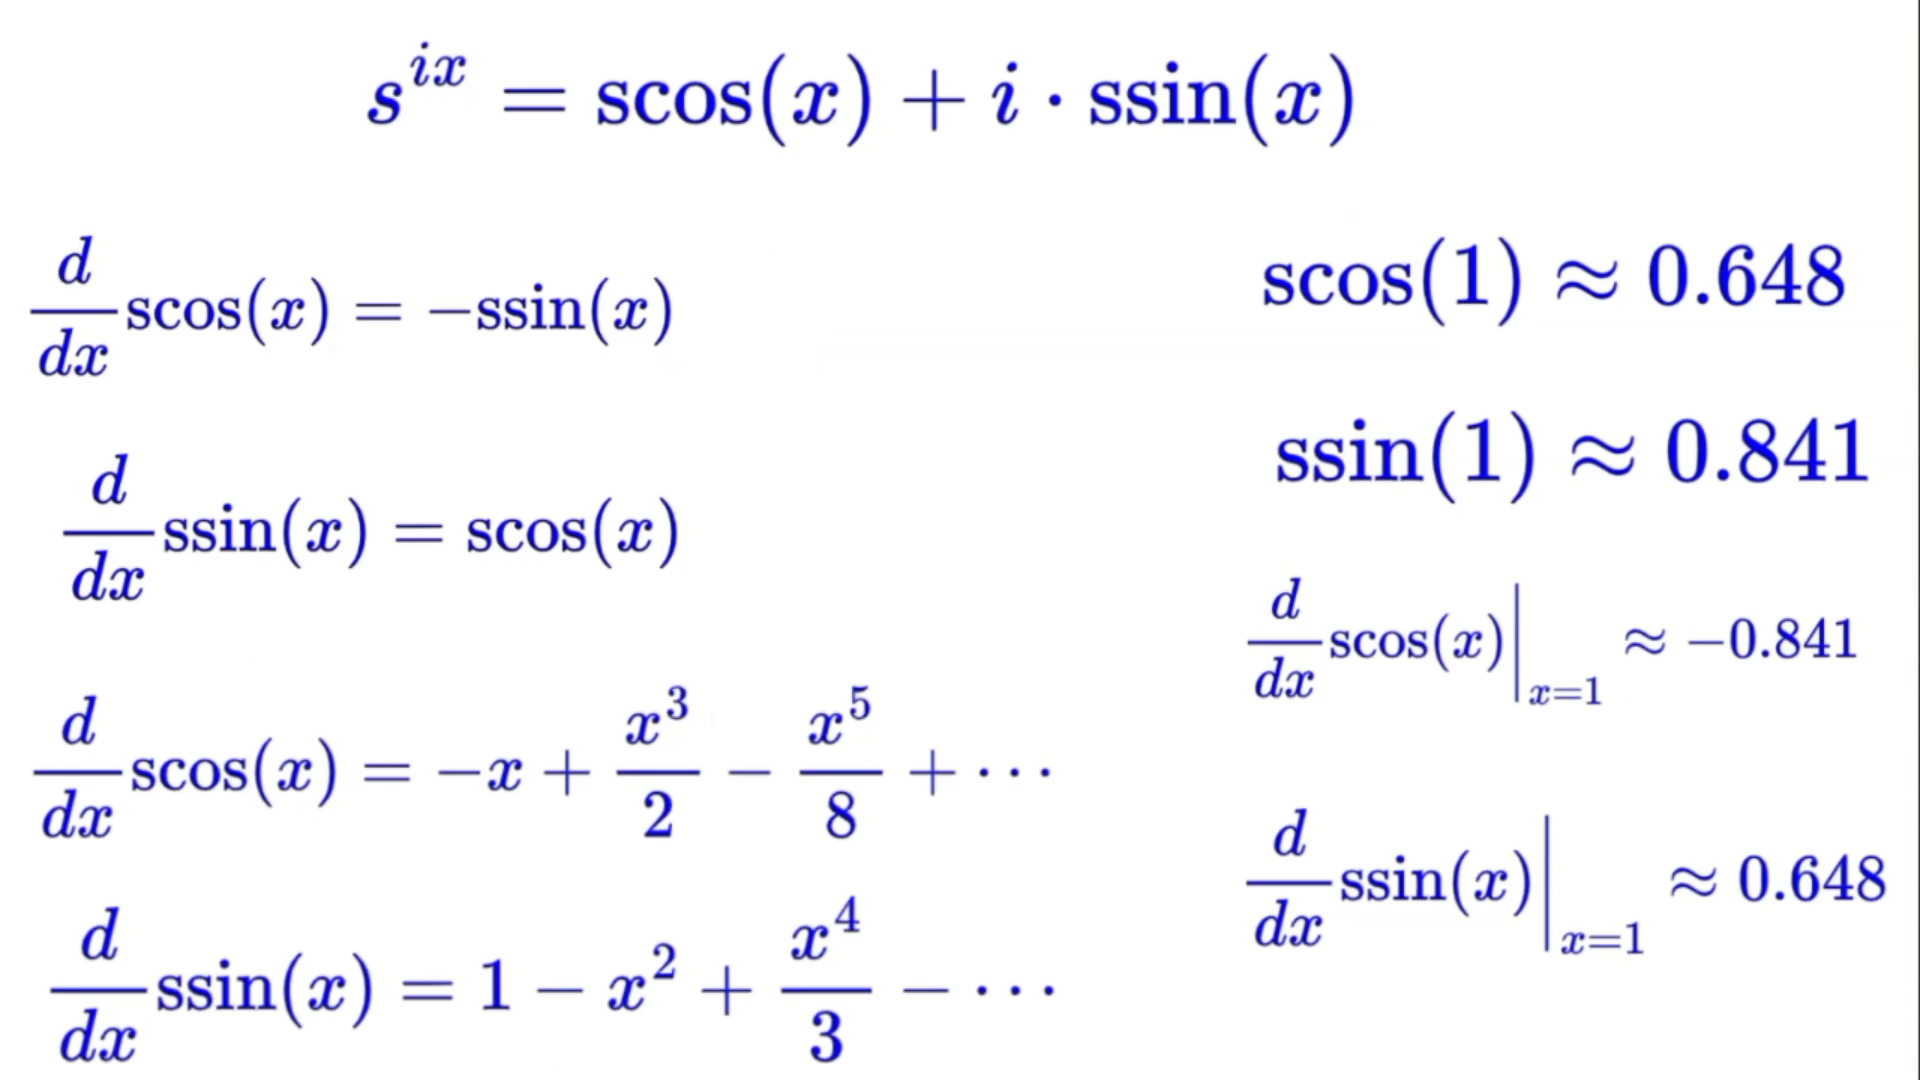 s^{ix} = scos(x) + i · ssin(x)
d/dx scos(x) = −ssin(x)
d/dx ssin(x) = scos(x)
d/dx scos(x) = −x + x^3/2 − x^5/8 + ···
d/dx ssin(x) = 1 − x^2 + x^4/3 − ···
scos(1) ≈ 0.648
ssin(1) ≈ 0.841
d/dx scos(x)|_{x=1} ≈ −0.841
d/dx ssin(x)|_{x=1} ≈ 0.648